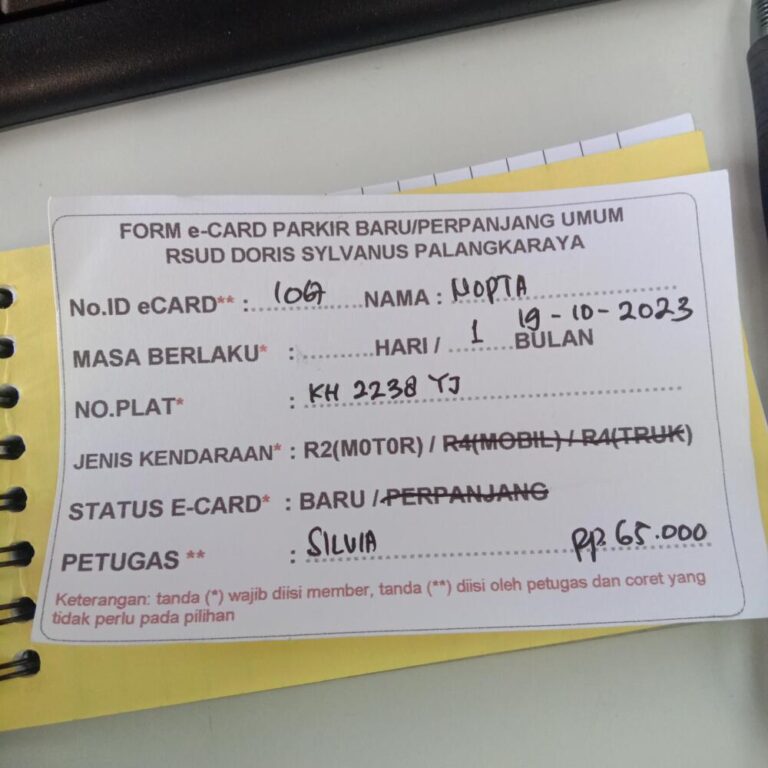 FORM e-CARD PARKIR BARU/PERPANJANG UMUM
RSUD DORIS SYLVANUS PALANGKARAYA
No.ID eCARD** : 106 NAMA : NOPTA
19 - 10 - 2023
MASA BERLAKU* : ............HARI / ...1...BULAN
NO.PLAT* : KH 2238 YJ
JENIS KENDARAAN* : R2(M0T0R) / R4(MOBIL) / R4(TRUK)
STATUS E-CARD* : BARU / PERPANJANG
PETUGAS ** : SILVIA Rp. 65.000
Keterangan: tanda (*) wajib diisi member, tanda (**) diisi oleh petugas dan coret yang
tidak perlu pada pilihan